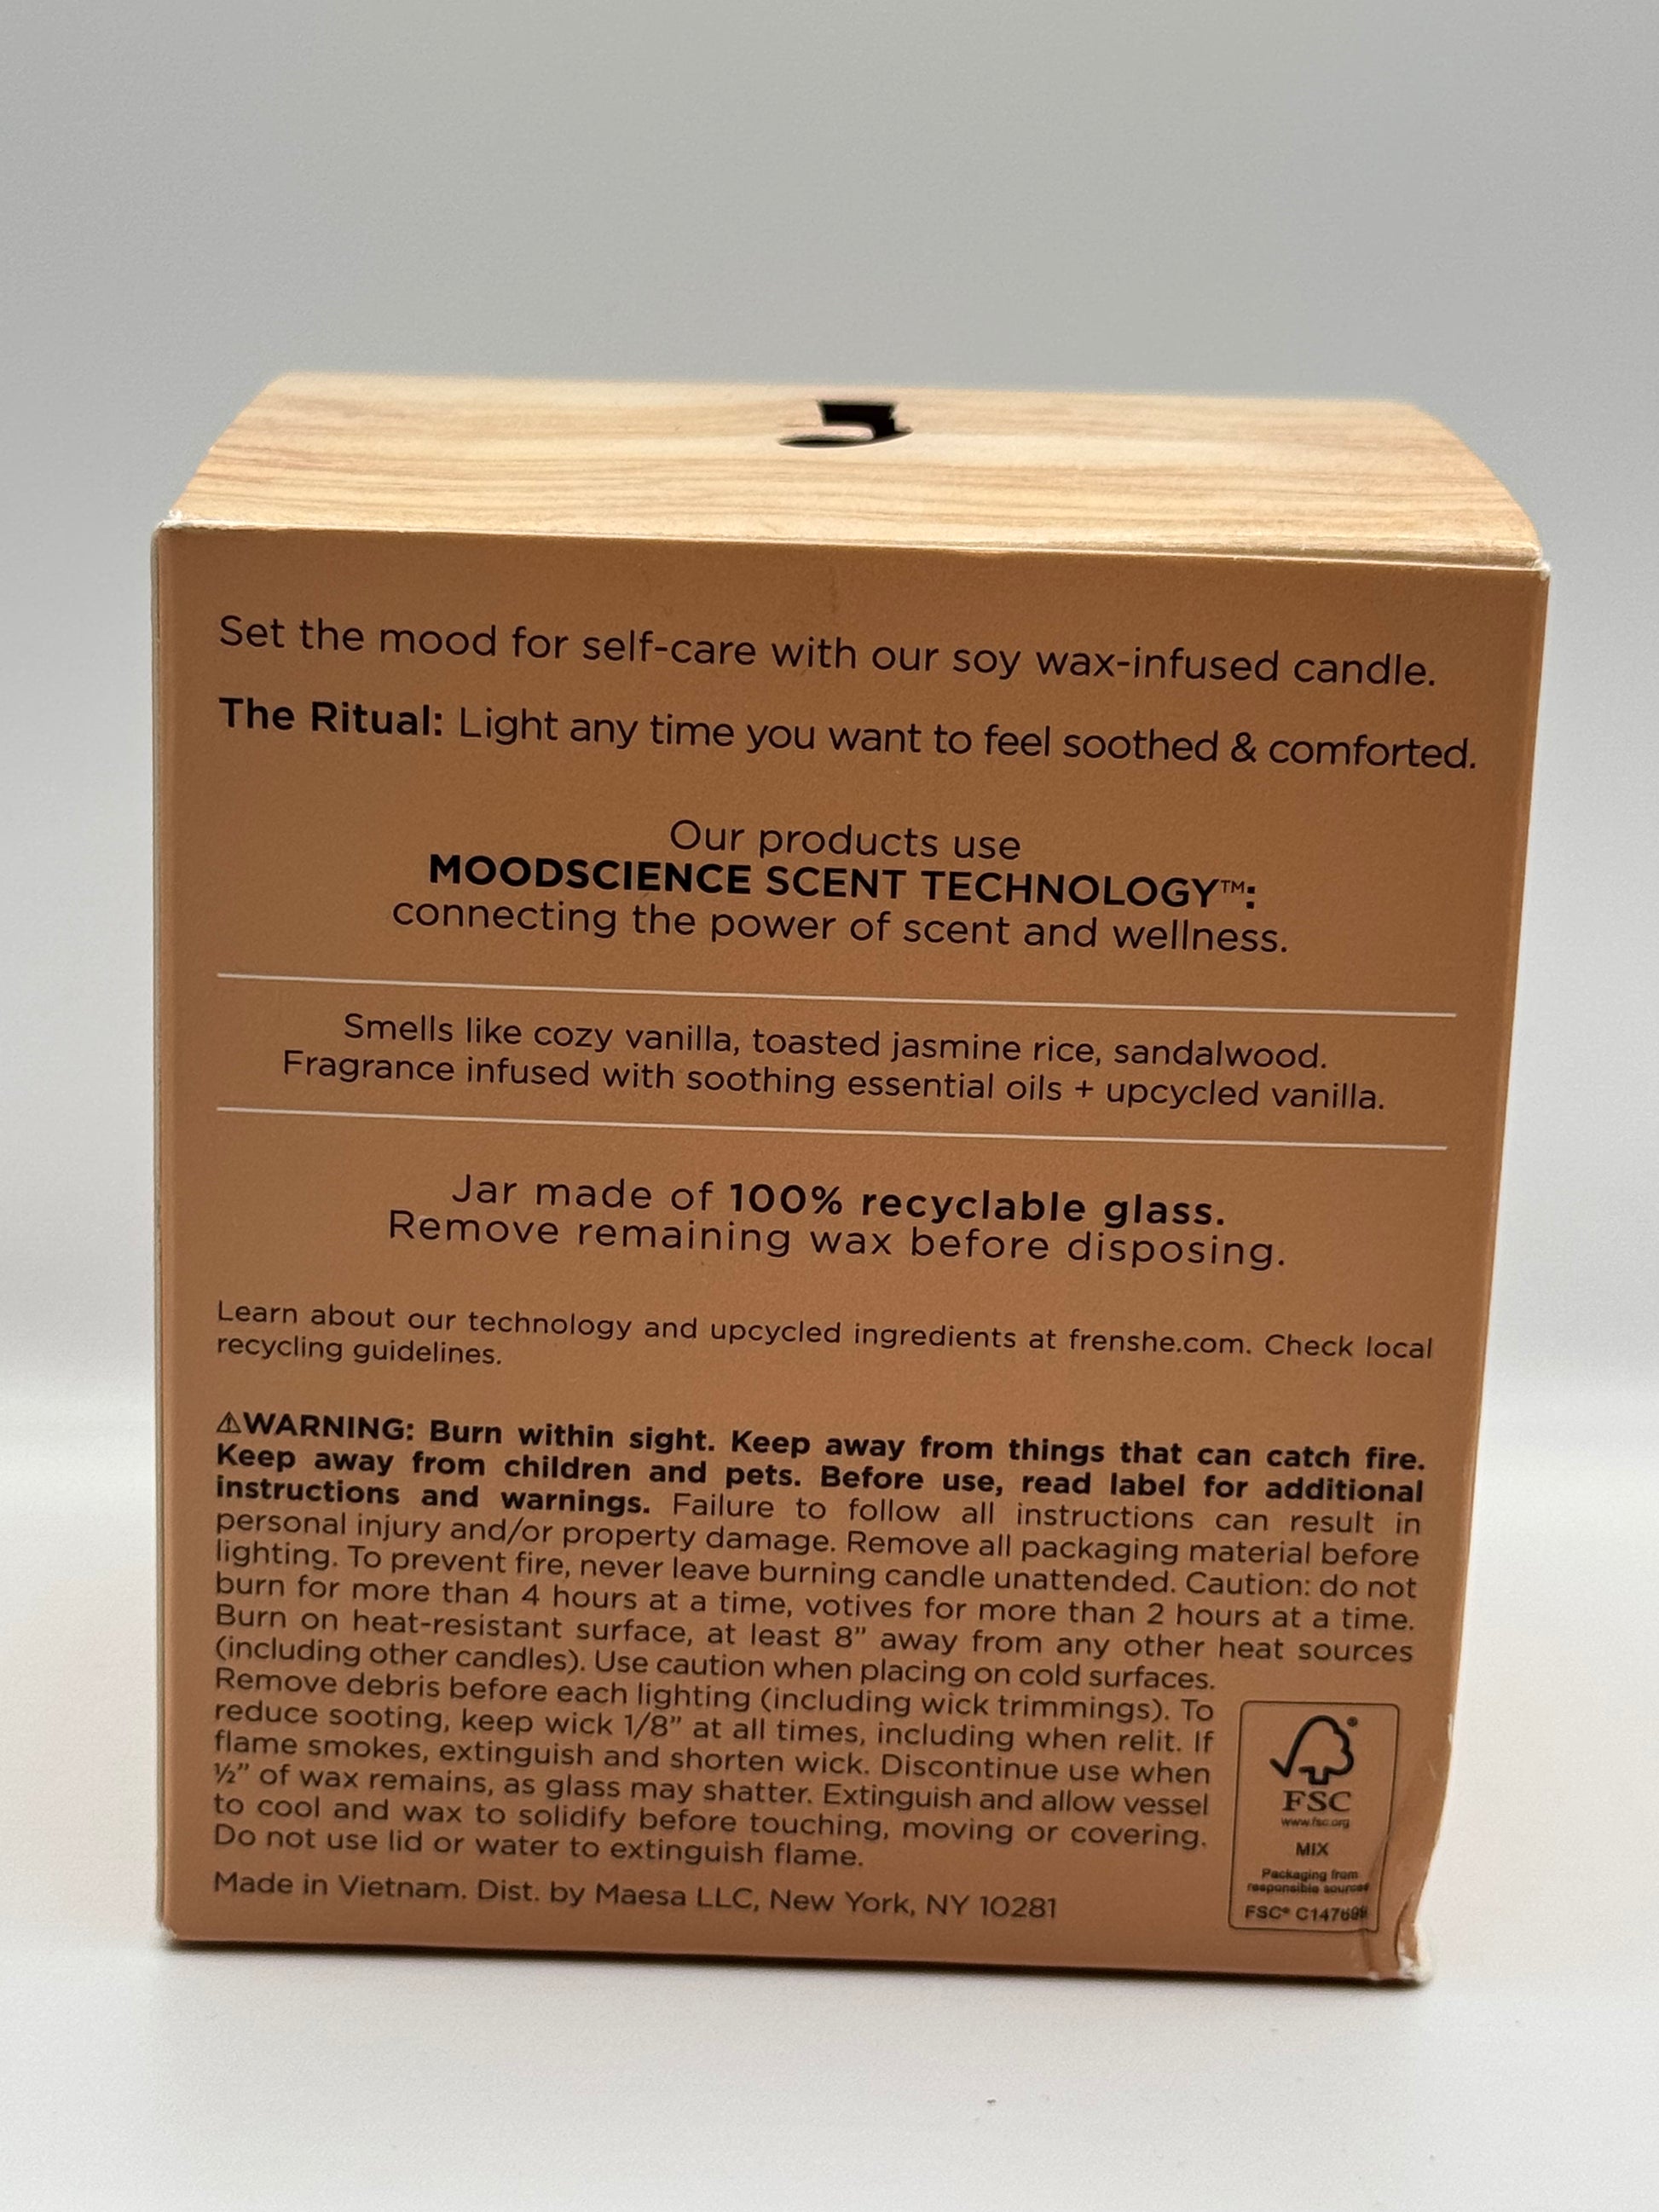 Set the mood for self-care with our soy wax-infused candle.
The Ritual: Light any time you want to feel soothed & comforted.
Our products use
MOODSCIENCE SCENT TECHNOLOGY™:
connecting the power of scent and wellness.
Smells like cozy vanilla, toasted jasmine rice, sandalwood.
Fragrance infused with soothing essential oils + upcycled vanilla.
Jar made of 100% recyclable glass.
Remove remaining wax before disposing.
Learn about our technology and upcycled ingredients at frenshe.com. Check local
recycling guidelines.
⚠WARNING: Burn within sight. Keep away from things that can catch fire.
Keep away from children and pets. Before use, read label for additional
instructions and warnings. Failure to follow all instructions can result in
personal injury and/or property damage. Remove all packaging material before
lighting. To prevent fire, never leave burning candle unattended. Caution: do not
burn for more than 4 hours at a time, votives for more than 2 hours at a time.
Burn on heat-resistant surface, at least 8” away from any other heat sources
(including other candles). Use caution when placing on cold surfaces.
Remove debris before each lighting (including wick trimmings). To
reduce sooting, keep wick 1/8” at all times, including when relit. If
flame smokes, extinguish and shorten wick. Discontinue use when
½” of wax remains, as glass may shatter. Extinguish and allow vessel
to cool and wax to solidify before touching, moving or covering.
Do not use lid or water to extinguish flame.
Made in Vietnam. Dist. by Maesa LLC, New York, NY 10281
®
FSC
www.fsc.org
MIX
Packaging from
responsible sources
FSC®